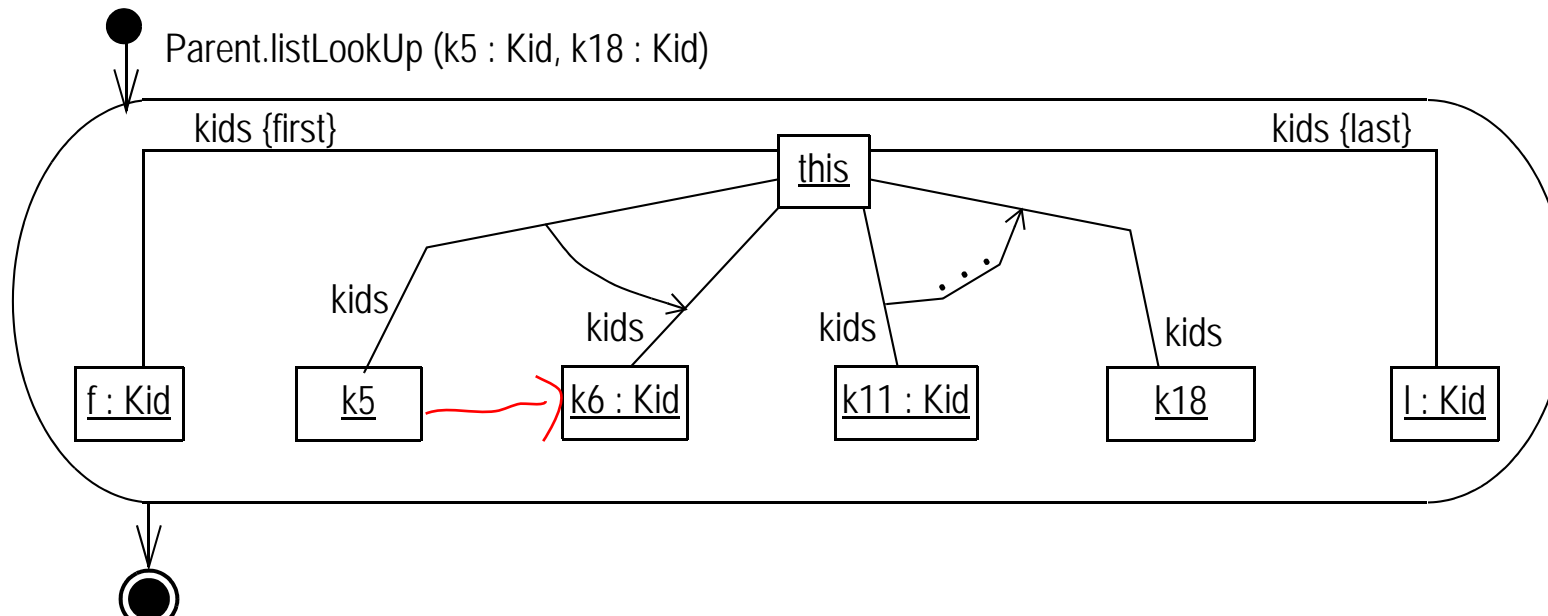 Parent.listLookUp (k5 : Kid, k18 : Kid)
kids {first}
kids {last}
this
kids
kids
kids
kids
f : Kid
k5
k6 : Kid
k11 : Kid
k18
l : Kid